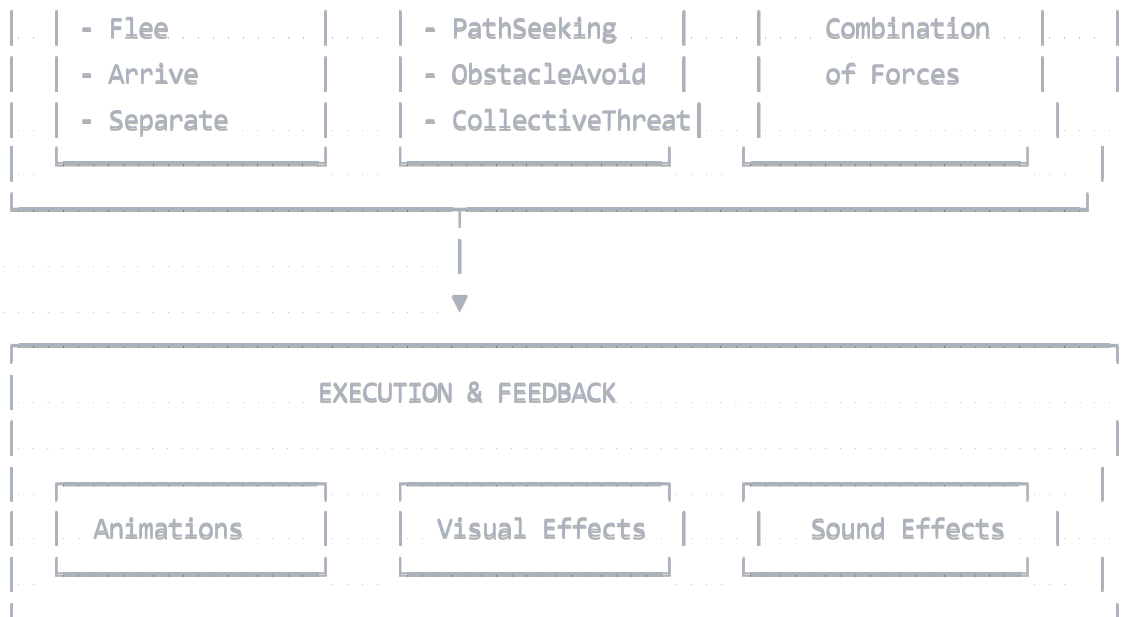 - Flee - PathSeeking Combination
- Arrive - ObstacleAvoid of Forces
- Separate - CollectiveThreat
EXECUTION & FEEDBACK
Animations Visual Effects Sound Effects